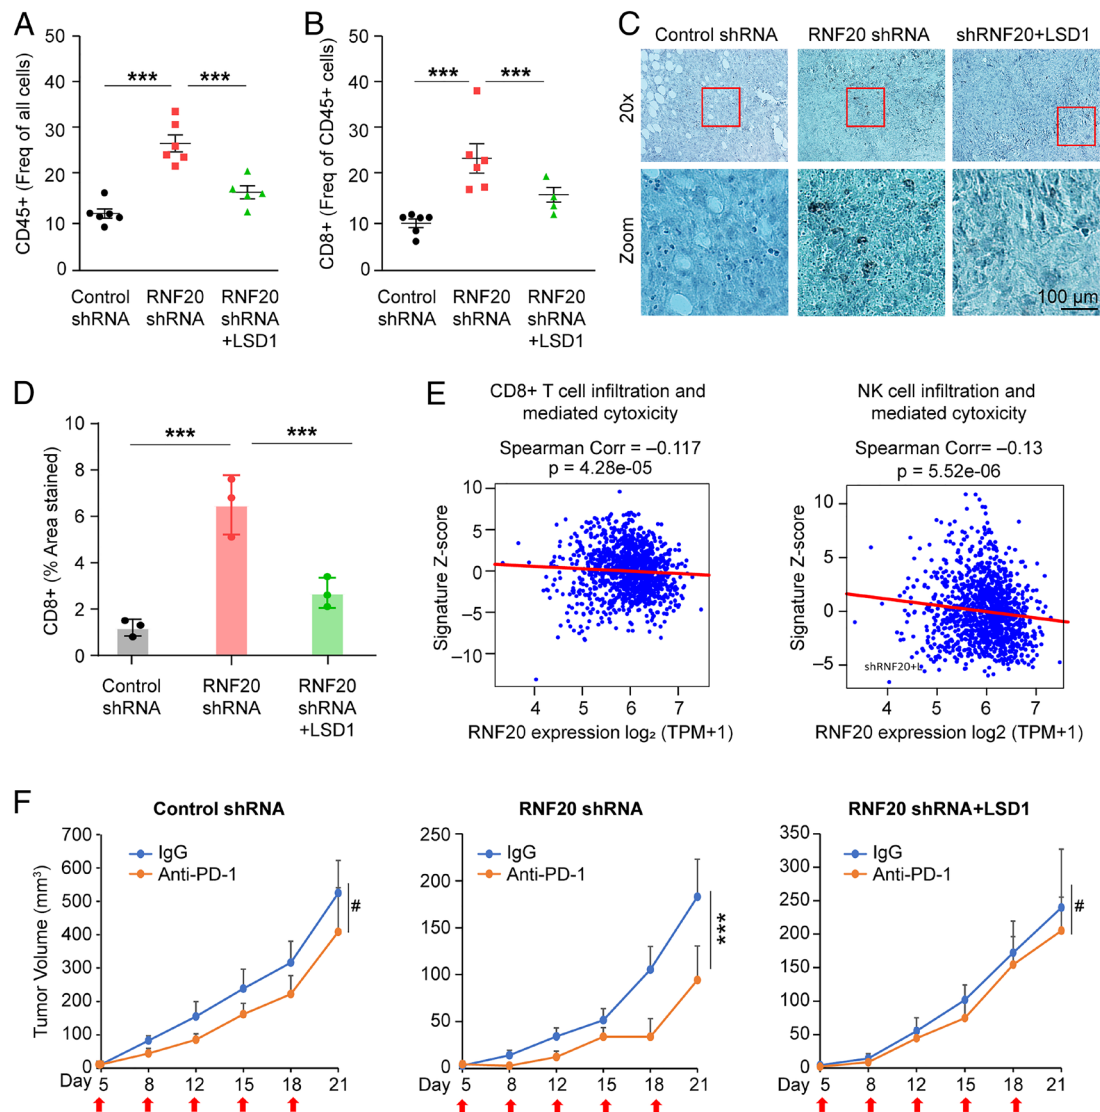 A
CD45+ (Freq of all cells)
50
40
30
20
10
0
***
***
Control
shRNA
RNF20
shRNA
RNF20
shRNA
+LSD1
B
CD8+ (Freq of CD45+ cells)
50
40
30
20
10
0
***
***
Control
shRNA
RNF20
shRNA
RNF20
shRNA
+LSD1
C
Control shRNA
RNF20 shRNA
shRNF20+LSD1
20x
Zoom
100 µm
D
CD8+ (% Area stained)
10
8
6
4
2
0
***
***
Control
shRNA
RNF20
shRNA
RNF20
shRNA
+LSD1
E
CD8+ T cell infiltration and
mediated cytoxicity
Spearman Corr = –0.117
p = 4.28e-05
Signature Z-score
10
5
0
–5
–10
4 5 6 7
RNF20 expression log₂ (TPM+1)
NK cell infiltration and
mediated cytoxicity
Spearman Corr= –0.13
p = 5.52e-06
Signature Z-score
10
5
0
–5
shRNF20+L
4 5 6 7
RNF20 expression log2 (TPM+1)
F
Control shRNA
Tumor Volume (mm³)
700
600
500
400
300
200
100
0
IgG
Anti-PD-1
#
Day 5 8 12 15 18 21
RNF20 shRNA
250
200
150
100
50
0
IgG
Anti-PD-1
***
Day 5 8 12 15 18 21
RNF20 shRNA+LSD1
350
300
250
200
150
100
50
0
IgG
Anti-PD-1
#
Day 5 8 12 15 18 21